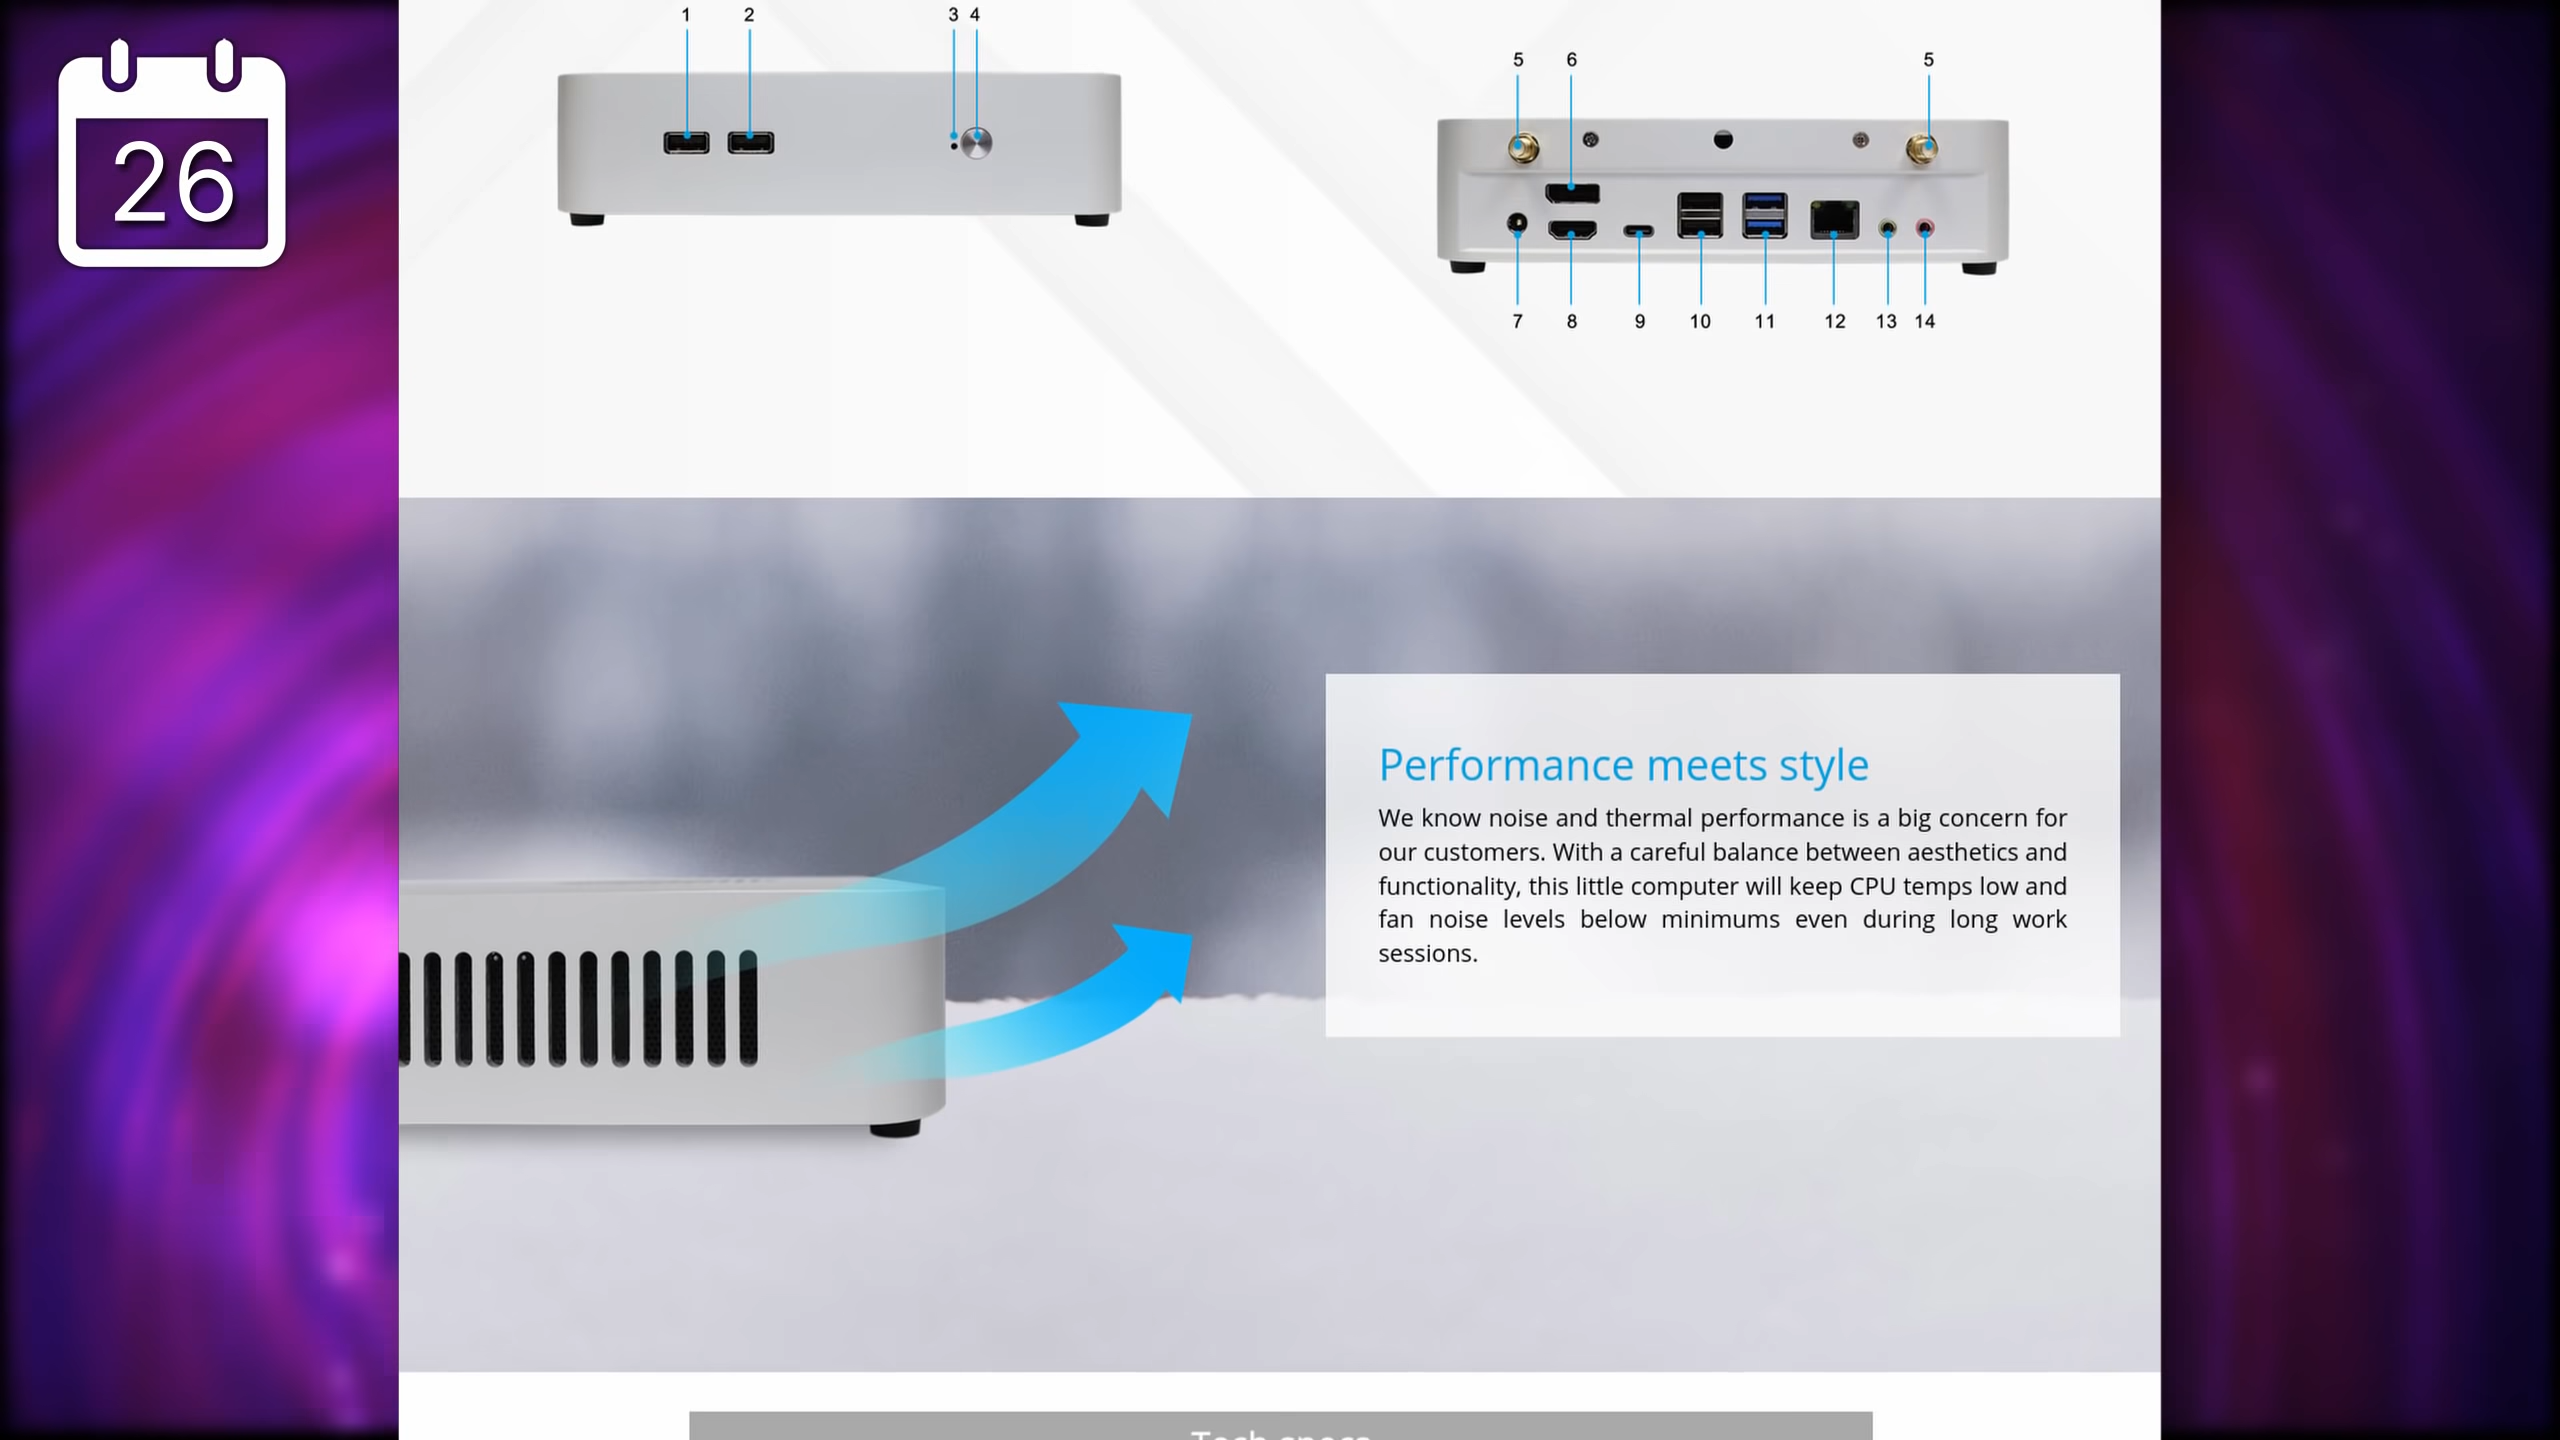 26
1 2 3 4
5 6 5
7 8 9 10 11 12 13 14
Performance meets style
We know noise and thermal performance is a big concern for
our customers. With a careful balance between aesthetics and
functionality, this little computer will keep CPU temps low and
fan noise levels below minimums even during long work
sessions.
Tech specs